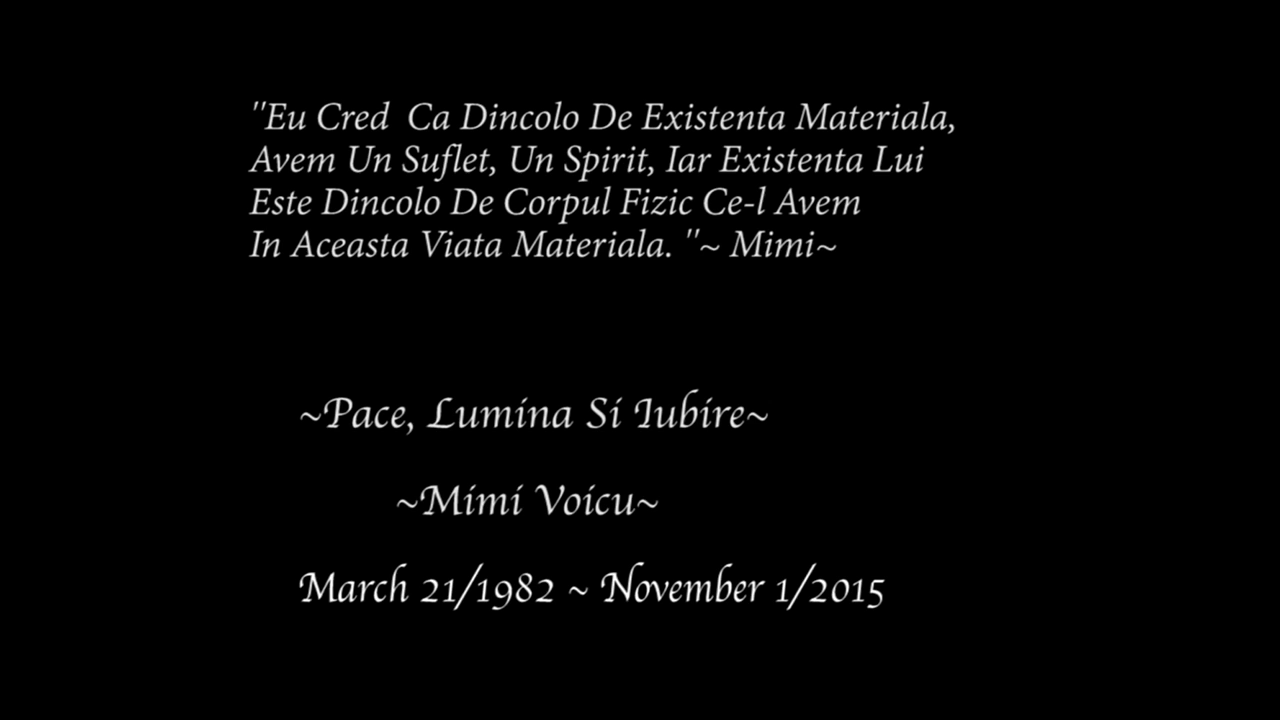 "Eu Cred  Ca Dincolo De Existenta Materiala,
Avem Un Suflet, Un Spirit, Iar Existenta Lui
Este Dincolo De Corpul Fizic Ce-l Avem
In Aceasta Viata Materiala. "~ Mimi~
~Pace, Lumina Si Iubire~
~Mimi Voicu~
March 21/1982 ~ November 1/2015